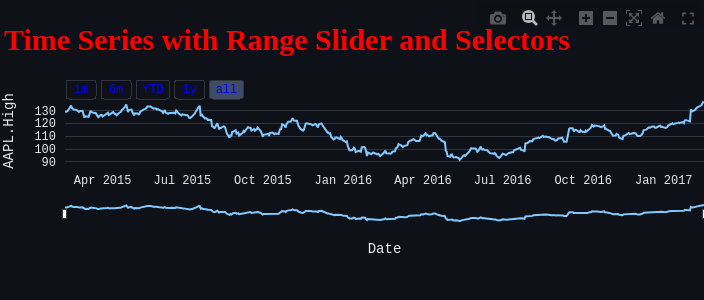 Time Series with Range Slider and Selectors
1m 6m YTD 1y all
AAPL.High
130
120
110
100
90
Apr 2015 Jul 2015 Oct 2015 Jan 2016 Apr 2016 Jul 2016 Oct 2016 Jan 2017
Date